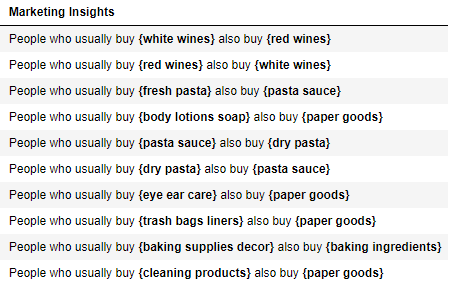 Marketing Insights
People who usually buy {white wines} also buy {red wines}
People who usually buy {red wines} also buy {white wines}
People who usually buy {fresh pasta} also buy {pasta sauce}
People who usually buy {body lotions soap} also buy {paper goods}
People who usually buy {pasta sauce} also buy {dry pasta}
People who usually buy {dry pasta} also buy {pasta sauce}
People who usually buy {eye ear care} also buy {paper goods}
People who usually buy {trash bags liners} also buy {paper goods}
People who usually buy {baking supplies decor} also buy {baking ingredients}
People who usually buy {cleaning products} also buy {paper goods}